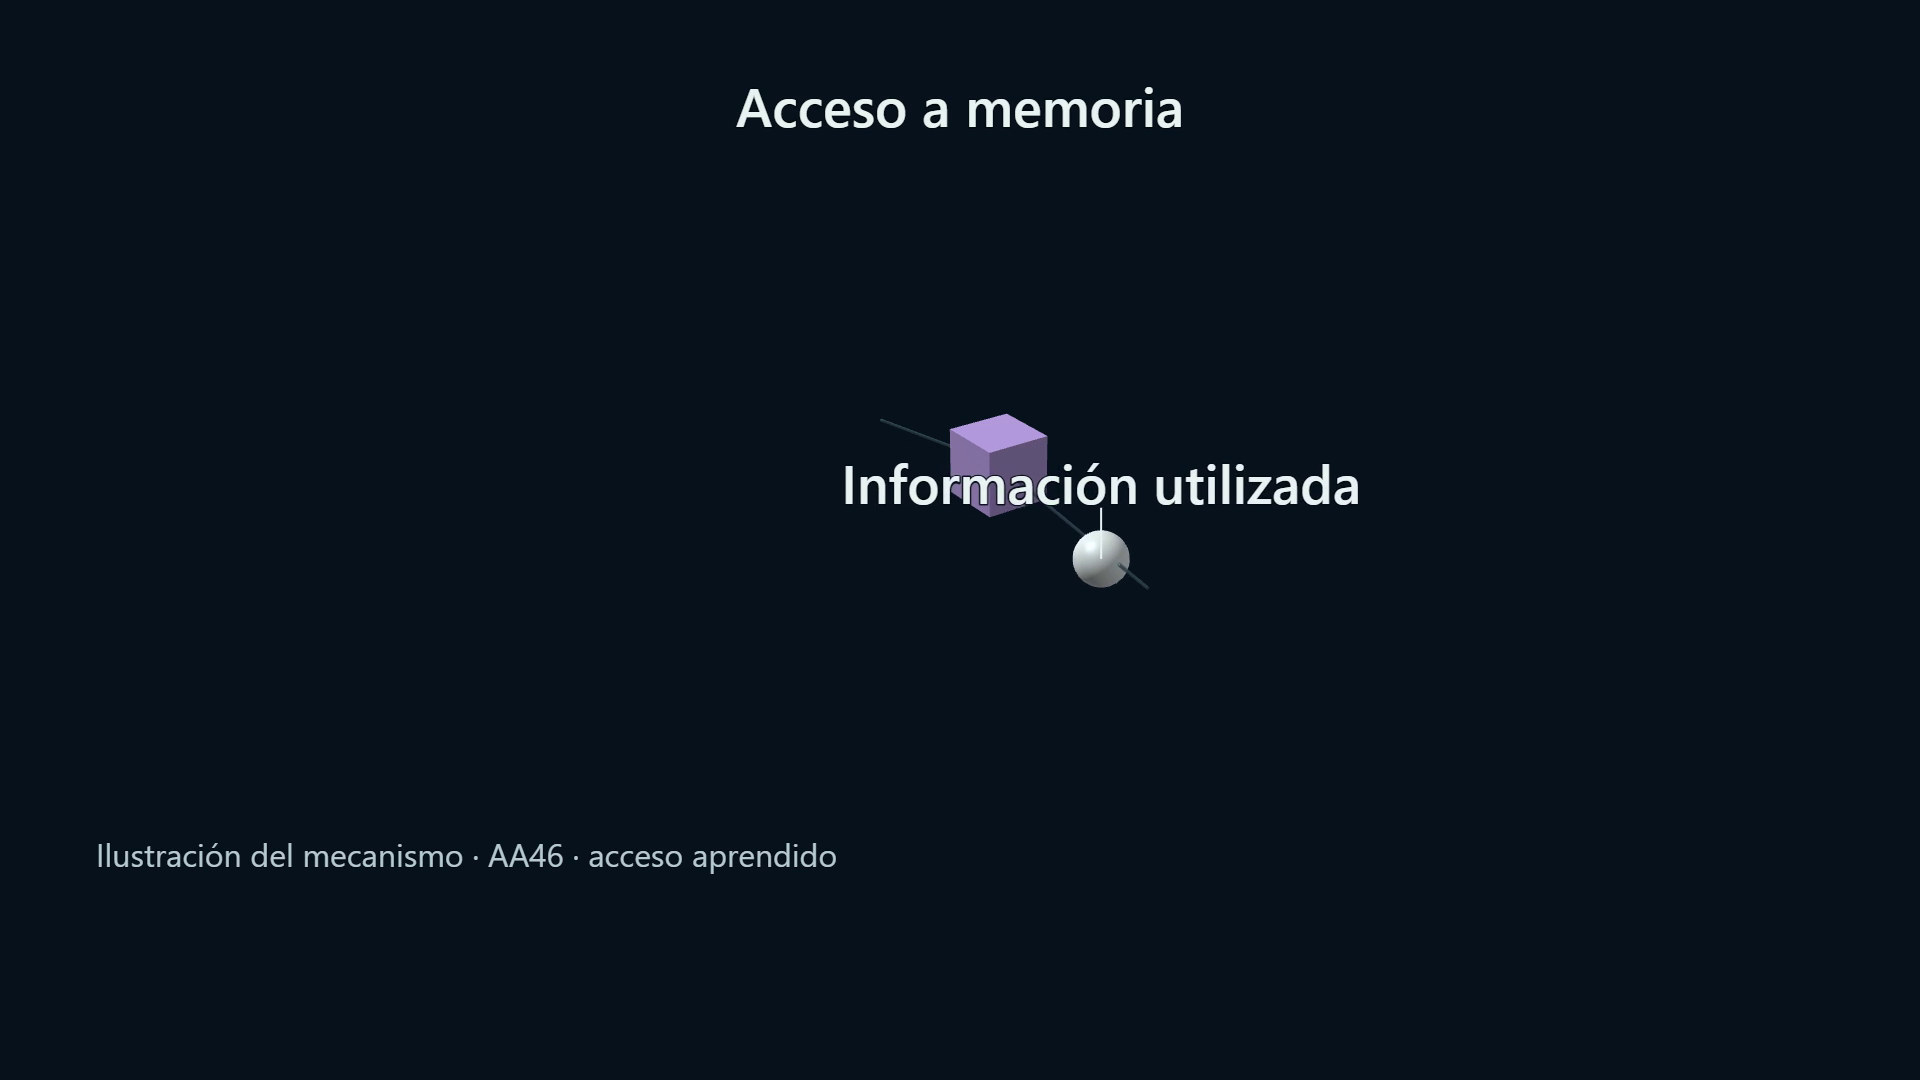 Acceso a memoria
Información utilizada
Ilustración del mecanismo · AA46 · acceso aprendido